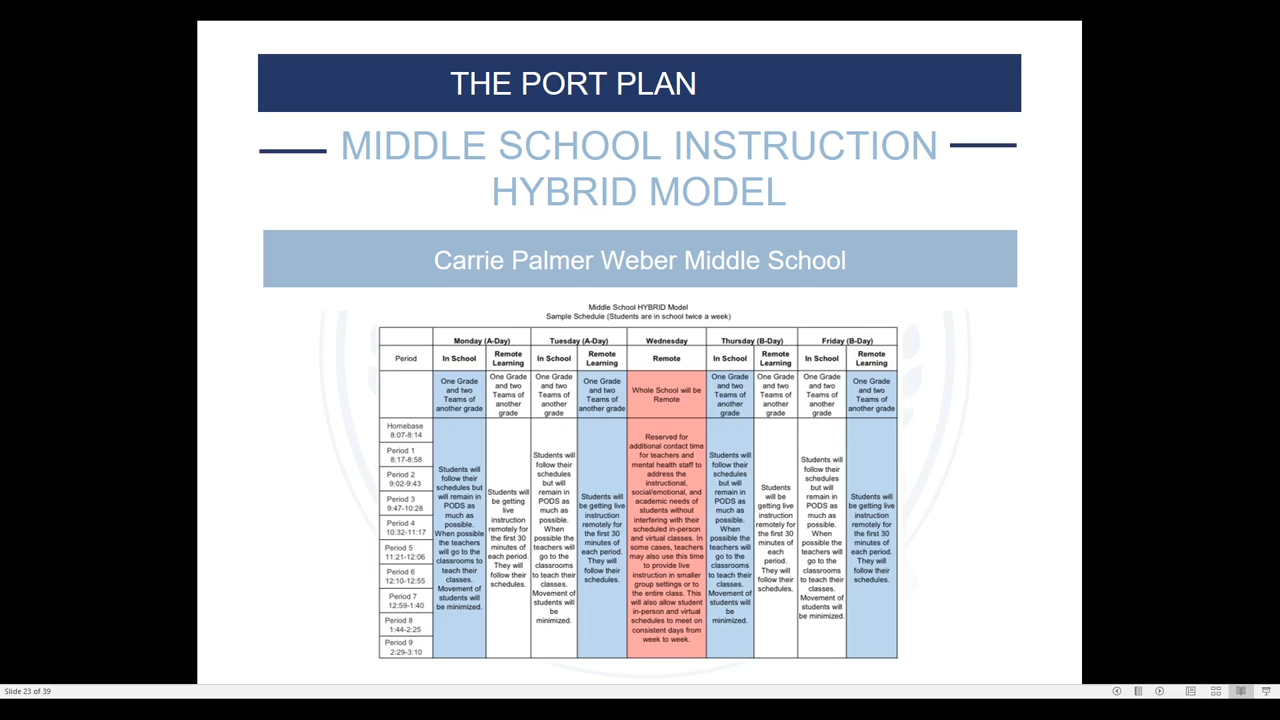 THE PORT PLAN
MIDDLE SCHOOL INSTRUCTION
HYBRID MODEL
Carrie Palmer Weber Middle School
Middle School HYBRID Model
Sample Schedule (Students are in school twice a week)
Monday (A-Day) Tuesday (A-Day) Wednesday Thursday (B-Day) Friday (B-Day)
Period
In School
Remote
Learning
In School
Remote
Learning
Remote
In School
Remote
Learning
In School
Remote
Learning
One Grade
and two
Teams of
another grade
One Grade
and two
Teams of
another
grade
One Grade
and two
Teams of
another
grade
One Grade
and two
Teams of
another grade
Whole School will be
Remote
One Grade
and two
Teams of
another
grade
One Grade
and two
Teams of
another
grade
One Grade
and two
Teams of
another
grade
One Grade
and two
Teams of
another grade
Homebase
8:07-8:14
Period 1
8:17-8:58
Period 2
9:02-9:43
Period 3
9:47-10:28
Period 4
10:32-11:17
Period 5
11:21-12:06
Period 6
12:10-12:55
Period 7
12:59-1:40
Period 8
1:44-2:25
Period 9
2:29-3:10
Students will
follow their
schedules but
will remain in
PODS as
much as
possible.
When possible
the teachers
will go to the
classrooms to
teach their
classes.
Movement of
students will
be minimized.
Students will
be getting
live
instruction
remotely for
the first 30
minutes of
each period.
They will
follow their
schedules.
Students will
follow their
schedules
but will
remain in
PODS as
much as
possible.
When
possible the
teachers will
go to the
classrooms
to teach their
classes.
Movement of
students will
be
minimized.
Students will
be getting live
instruction
remotely for
the first 30
minutes of
each period.
They will
follow their
schedules.
Reserved for
additional contact time
for teachers and
mental health staff to
address the
instructional,
social/emotional, and
academic needs of
students without
interfering with their
scheduled in-person
and virtual classes. In
some cases, teachers
may also use this time
to provide live
instruction in smaller
group settings or to
the entire class. This
will also allow student
in-person and virtual
schedules to meet on
consistent days from
week to week.
Students will
follow their
schedules
but will
remain in
PODS as
much as
possible.
When
possible the
teachers will
go to the
classrooms
to teach their
classes.
Movement of
students will
be
minimized.
Students
will be
getting live
instruction
remotely for
the first 30
minutes of
each
period.
They will
follow their
schedules.
Students will
follow their
schedules
but will
remain in
PODS as
much as
possible.
When
possible the
teachers will
go to the
classrooms
to teach their
classes.
Movement of
students will
be minimized.
Students will
be getting live
instruction
remotely for
the first 30
minutes of
each period.
They will
follow their
schedules.
Slide 23 of 39